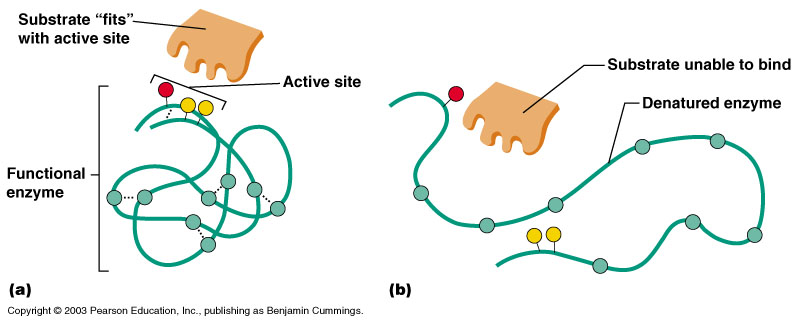 Substrate “fits”
with active site
Active site
Functional
enzyme
(a)
Substrate unable to bind
Denatured enzyme
(b)
Copyright © 2003 Pearson Education, Inc., publishing as Benjamin Cummings.